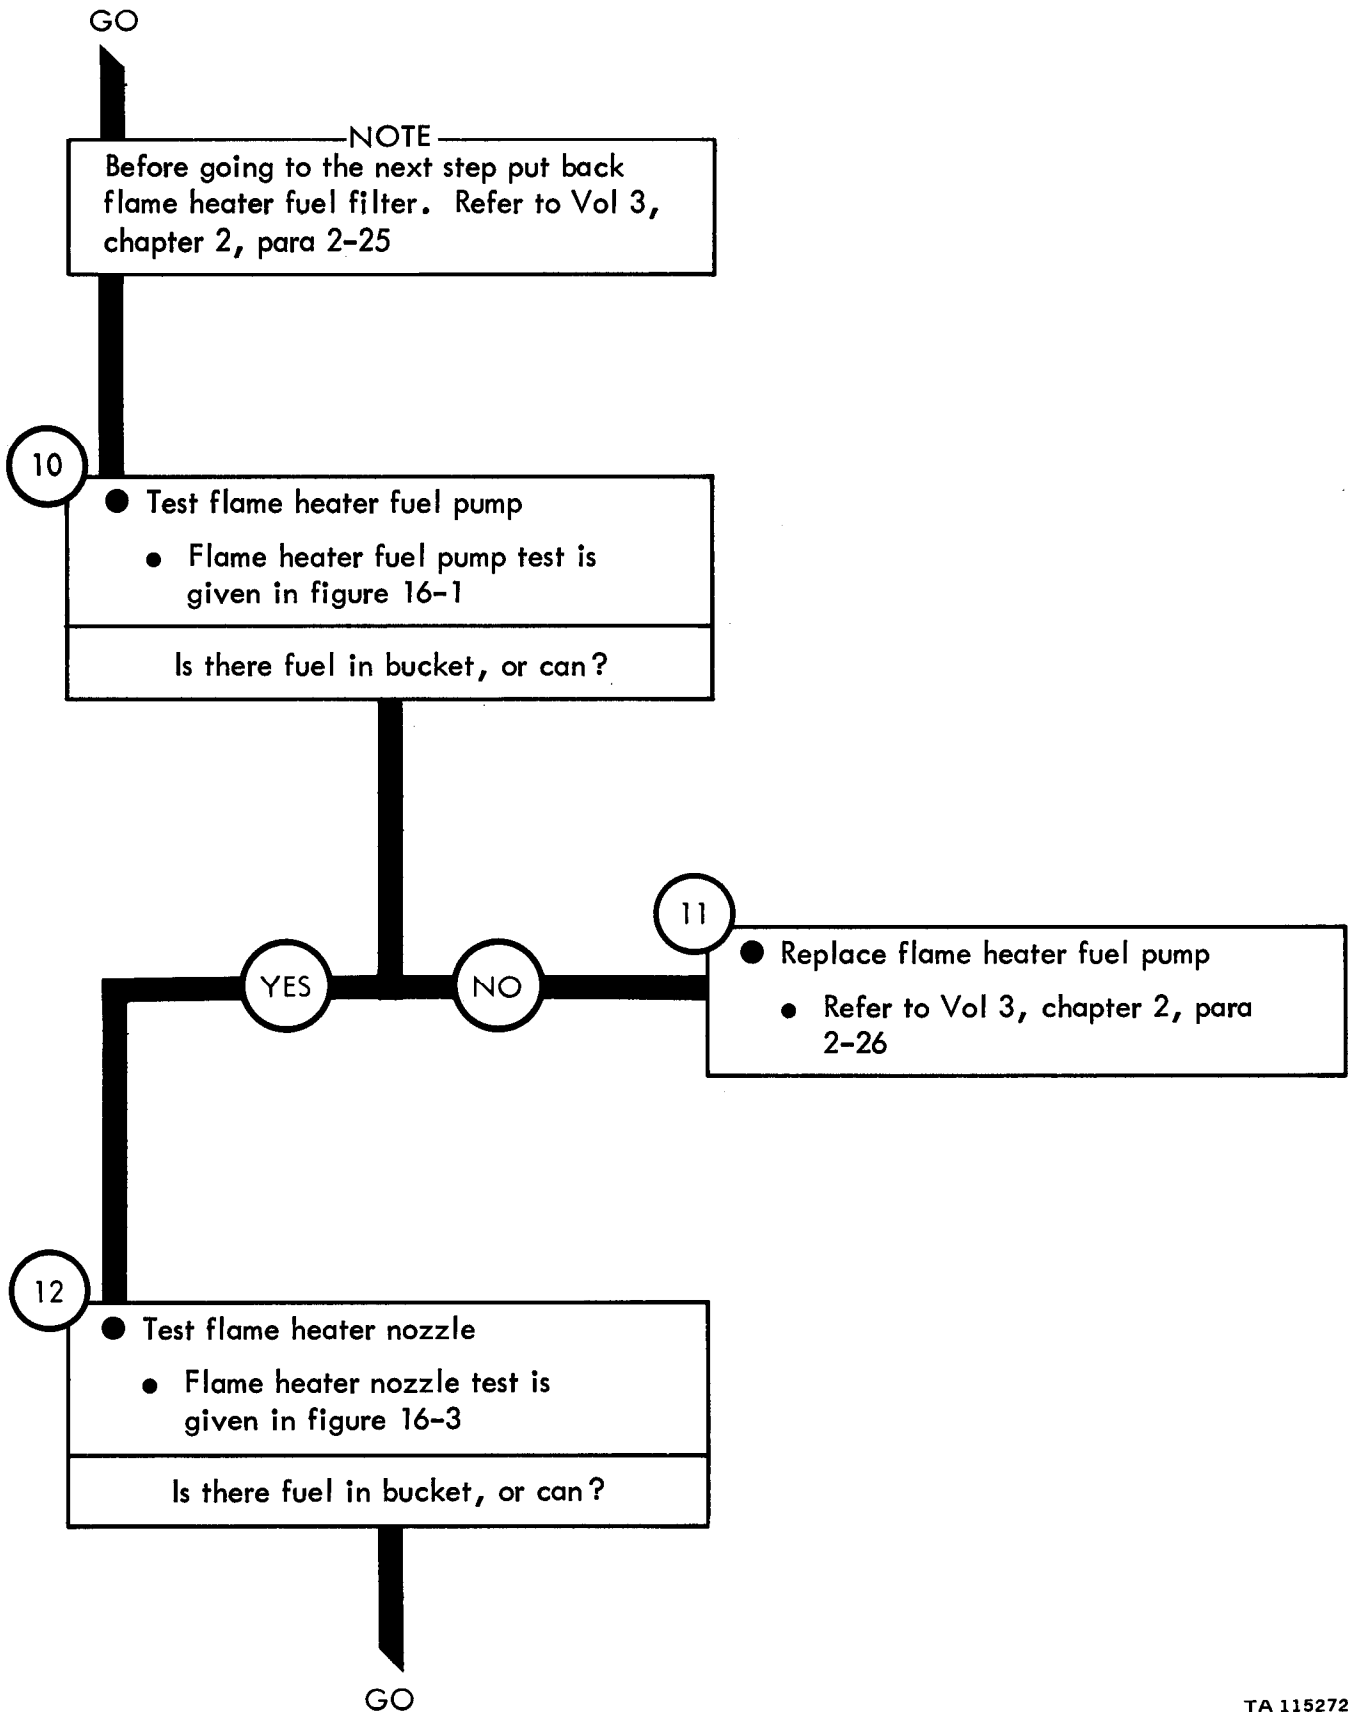 GO
NOTE
Before going to the next step put back
flame heater fuel filter. Refer to Vol 3,
chapter 2, para 2-25
10
● Test flame heater fuel pump
● Flame heater fuel pump test is
given in figure 16-1
Is there fuel in bucket, or can?
11
● Replace flame heater fuel pump
● Refer to Vol 3, chapter 2, para
2-26
YES
NO
12
● Test flame heater nozzle
● Flame heater nozzle test is
given in figure 16-3
Is there fuel in bucket, or can?
GO
TA 115272